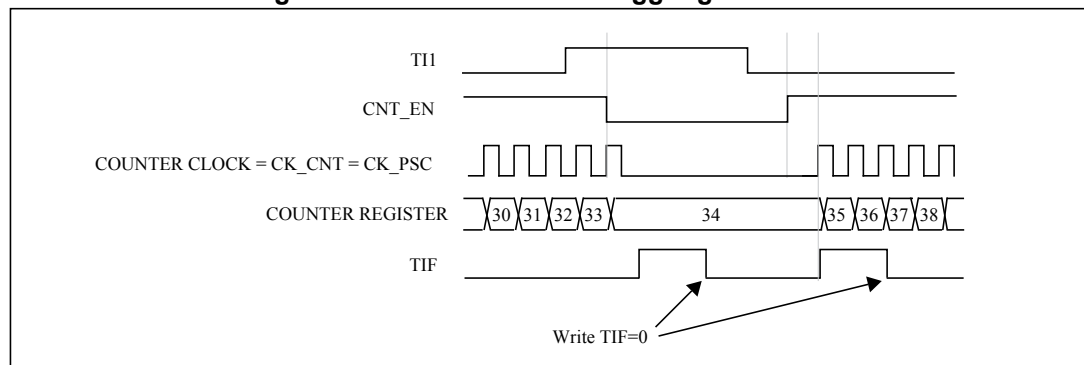 TI1
CNT_EN
COUNTER CLOCK = CK_CNT = CK_PSC
COUNTER REGISTER 30 31 32 33 34 35 36 37 38
TIF
Write TIF=0